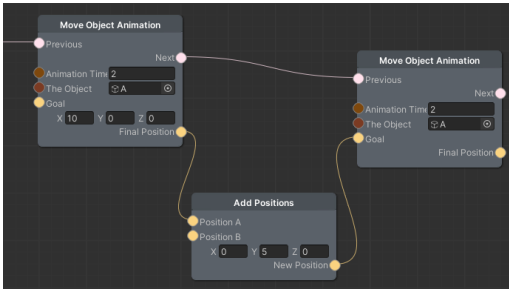 Move Object Animation
Previous
Next
Animation Time 2
The Object A
Goal
X 10 Y 0 Z 0
Final Position
Move Object Animation
Previous
Next
Animation Time 2
The Object A
Goal
Final Position
Add Positions
Position A
Position B
X 0 Y 5 Z 0
New Position